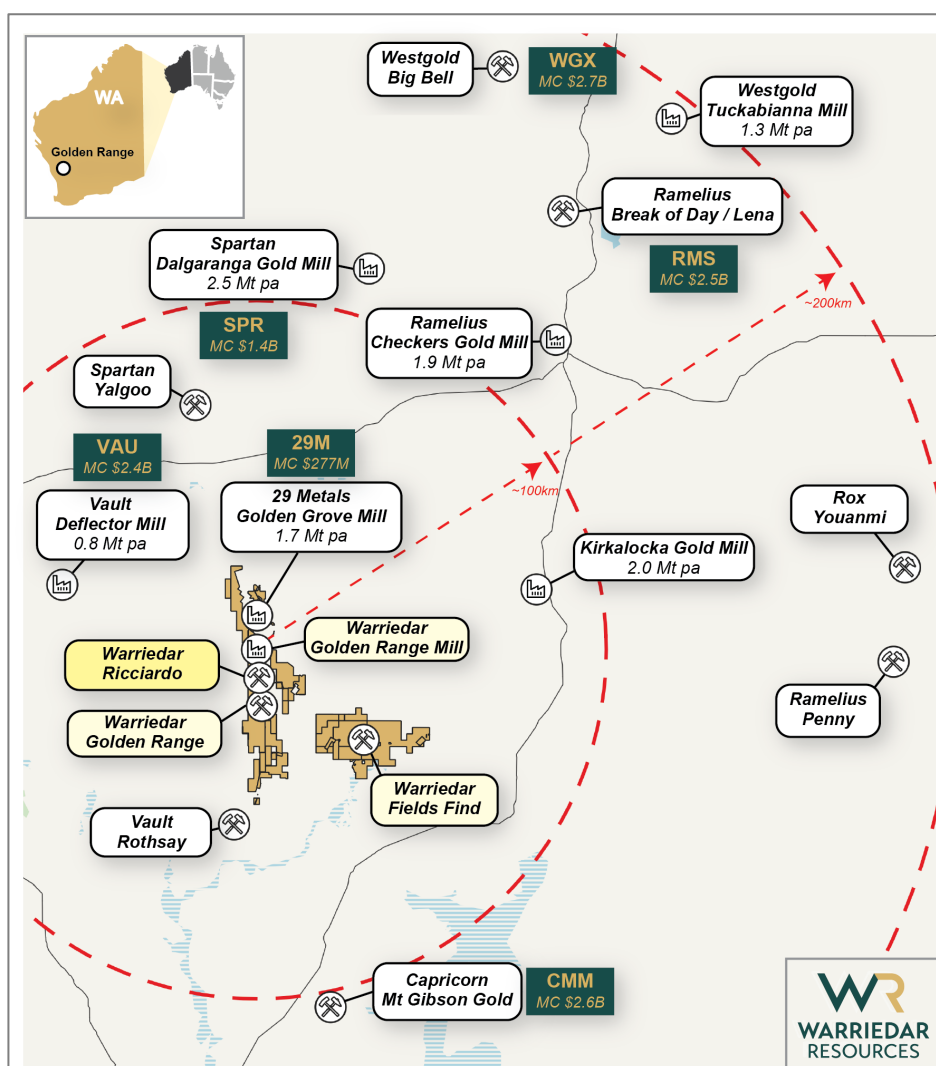 WA
Golden Range
Westgold
Big Bell
WGX
MC $2.7B
Westgold
Tuckabianna Mill
1.3 Mt pa
Ramelius
Break of Day / Lena
RMS
MC $2.5B
Spartan
Dalgaranga Gold Mill
2.5 Mt pa
SPR
MC $1.4B
~200km
Ramelius
Checkers Gold Mill
1.9 Mt pa
Spartan
Yalgoo
VAU
MC $2.4B
29M
MC $277M
Vault
Deflector Mill
0.8 Mt pa
29 Metals
Golden Grove Mill
1.7 Mt pa
~100km
Rox
Youanmi
Kirkalocka Gold Mill
2.0 Mt pa
Warriedar
Golden Range Mill
Warriedar
Ricciardo
Warriedar
Golden Range
Ramelius
Penny
Warriedar
Fields Find
Vault
Rothsay
Capricorn
Mt Gibson Gold
CMM
MC $2.6B
WR
WARRIEDAR
RESOURCES